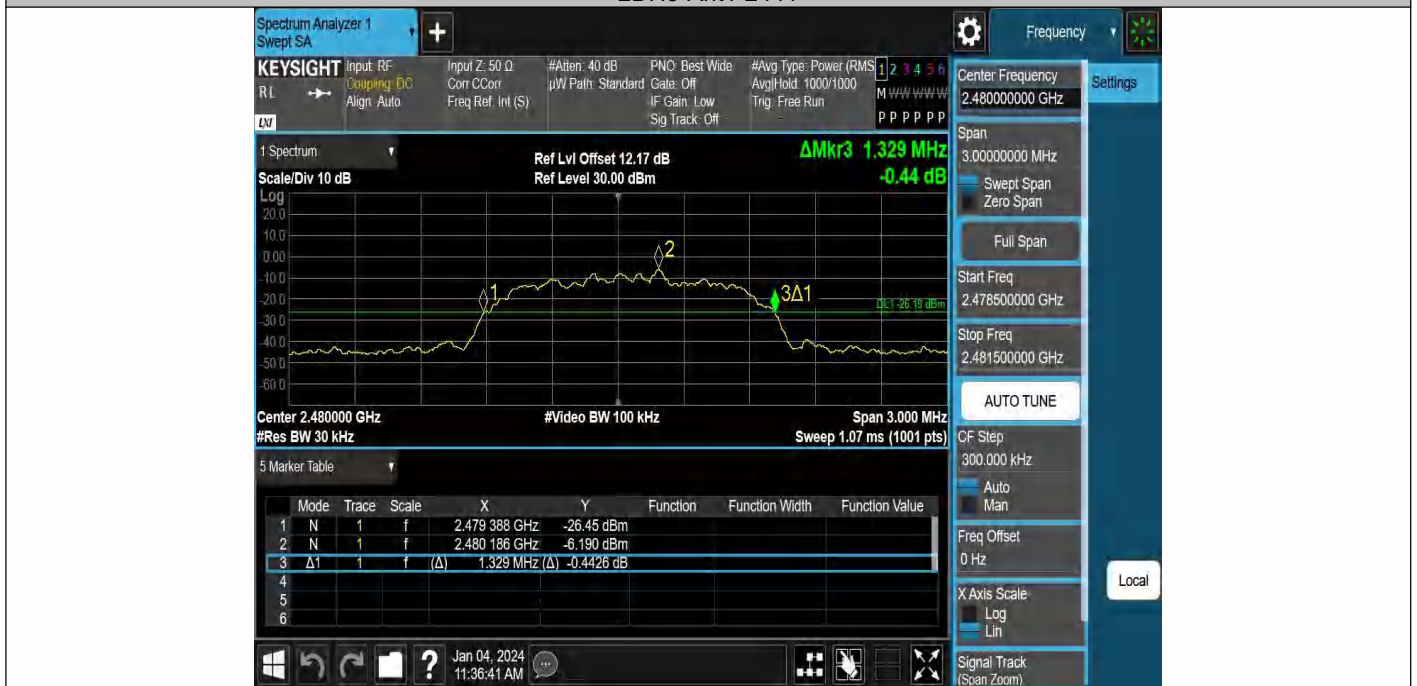 Spectrum Analyzer 1
Swept SA
+
Frequency
KEYSIGHT
RL
LXI
Input: RF
Coupling: DC
Align: Auto
Input Z: 50 Ω
Corr CCorr
Freq Ref: Int (S)
#Atten: 40 dB
µW Path: Standard
PNO: Best Wide
Gate: Off
IF Gain: Low
Sig Track: Off
#Avg Type: Power (RMS
Avg|Hold: 1000/1000
Trig: Free Run
1 2 3 4 5 6
M W W W W W
P P P P P P
1 Spectrum
Scale/Div 10 dB
Log
Ref Lvl Offset 12.17 dB
Ref Level 30.00 dBm
ΔMkr3 1.329 MHz
-0.44 dB
20.0
10.0
0.00
-10.0
-20.0
-30.0
-40.0
-50.0
-60.0
1
2
3Δ1
DL1 -26.19 dBm
Center 2.480000 GHz
#Res BW 30 kHz
#Video BW 100 kHz
Span 3.000 MHz
Sweep 1.07 ms (1001 pts)
5 Marker Table
Mode Trace Scale X Y Function Function Width Function Value
1 N 1 f 2.479 388 GHz -26.45 dBm
2 N 1 f 2.480 186 GHz -6.190 dBm
3 Δ1 1 f (Δ) 1.329 MHz (Δ) -0.4426 dB
4
5
6
Jan 04, 2024
11:36:41 AM
Center Frequency
2.480000000 GHz
Settings
Span
3.00000000 MHz
Swept Span
Zero Span
Full Span
Start Freq
2.478500000 GHz
Stop Freq
2.481500000 GHz
AUTO TUNE
CF Step
300.000 kHz
Auto
Man
Freq Offset
0 Hz
X Axis Scale
Log
Lin
Local
Signal Track
(Span Zoom)